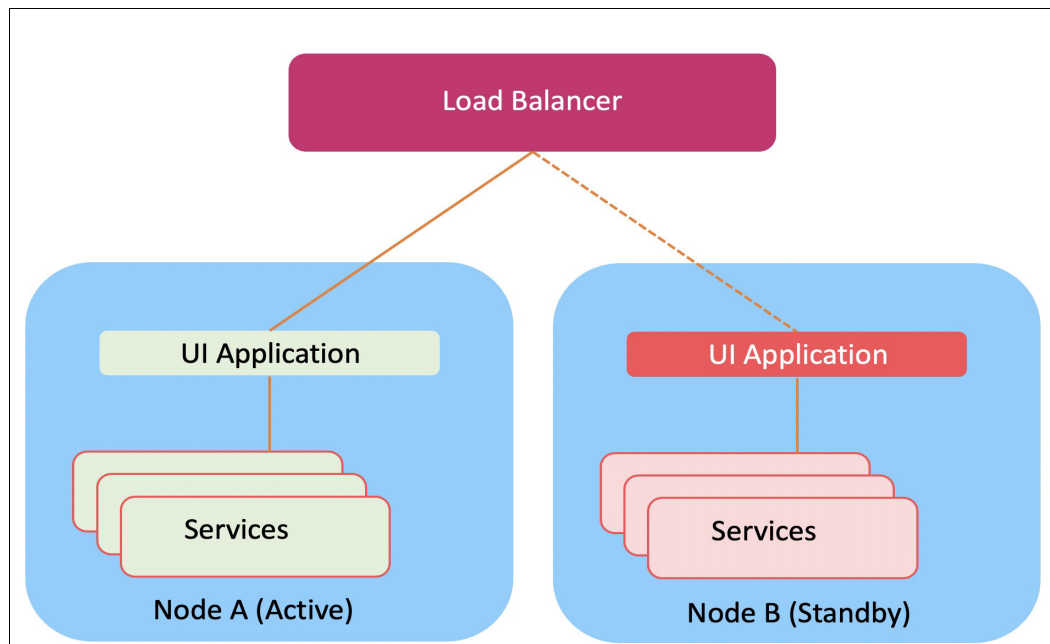 Load Balancer
UI Application
UI Application
Services
Services
Node A (Active)
Node B (Standby)